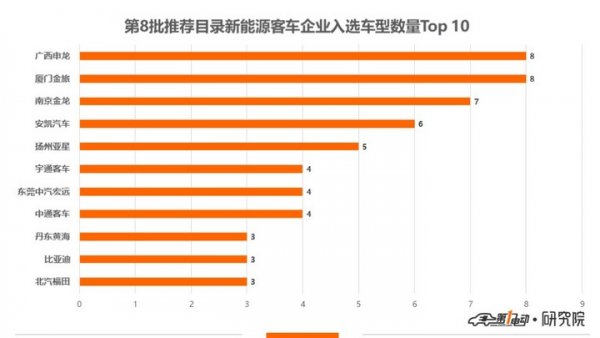 第8批推荐目录新能源客车企业入选车型数量Top 10
广西申龙 8
厦门金旅 8
南京金龙 7
安凯汽车 6
扬州亚星 5
宇通客车 4
东莞中汽宏远 4
中通客车 4
丹东黄海 3
比亚迪 3
北汽福田 3
0 1 2 3 4 5 6 7 8 9
第1电动·研究院